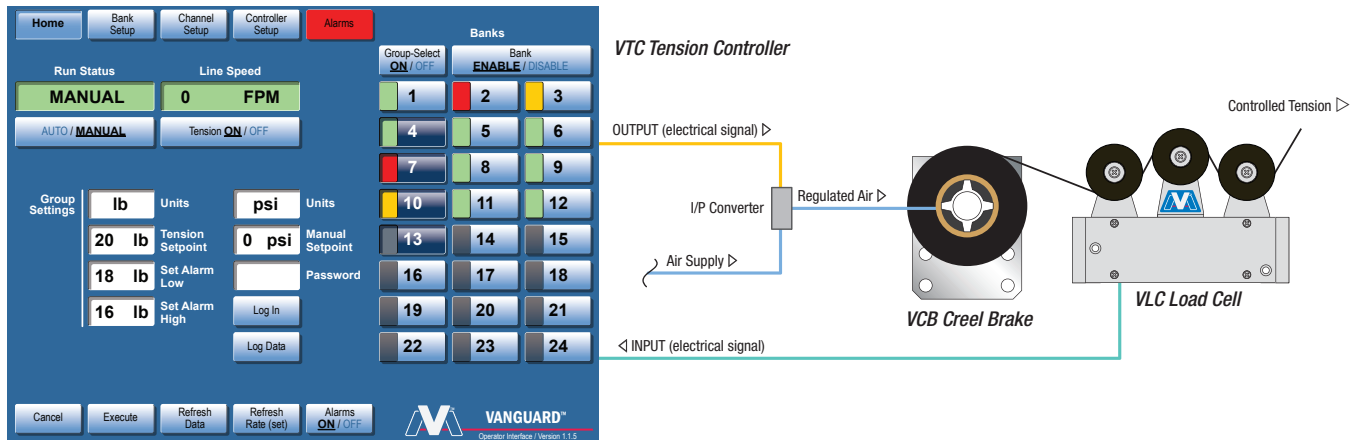 Home
Bank
Setup
Channel
Setup
Controller
Setup
Alarms
Banks
Group-Select
ON / OFF
Bank
ENABLE / DISABLE
Run Status
Line Speed
MANUAL
0 FPM
AUTO / MANUAL
Tension ON / OFF
1
2
3
4
5
6
7
8
9
10
11
12
13
14
15
16
17
18
19
20
21
22
23
24
Group
Settings
lb
Units
20 lb
Tension
Setpoint
18 lb
Set Alarm
Low
16 lb
Set Alarm
High
psi
Units
0 psi
Manual
Setpoint
Password
Log In
Log Data
Cancel
Execute
Refresh
Data
Refresh
Rate (set)
Alarms
ON / OFF
VANGUARD™
Operator Interface / Version 1.1.5
VTC Tension Controller
OUTPUT (electrical signal) ▷
I/P Converter
Regulated Air ▷
Air Supply ▷
VCB Creel Brake
Controlled Tension ▷
VLC Load Cell
◁ INPUT (electrical signal)